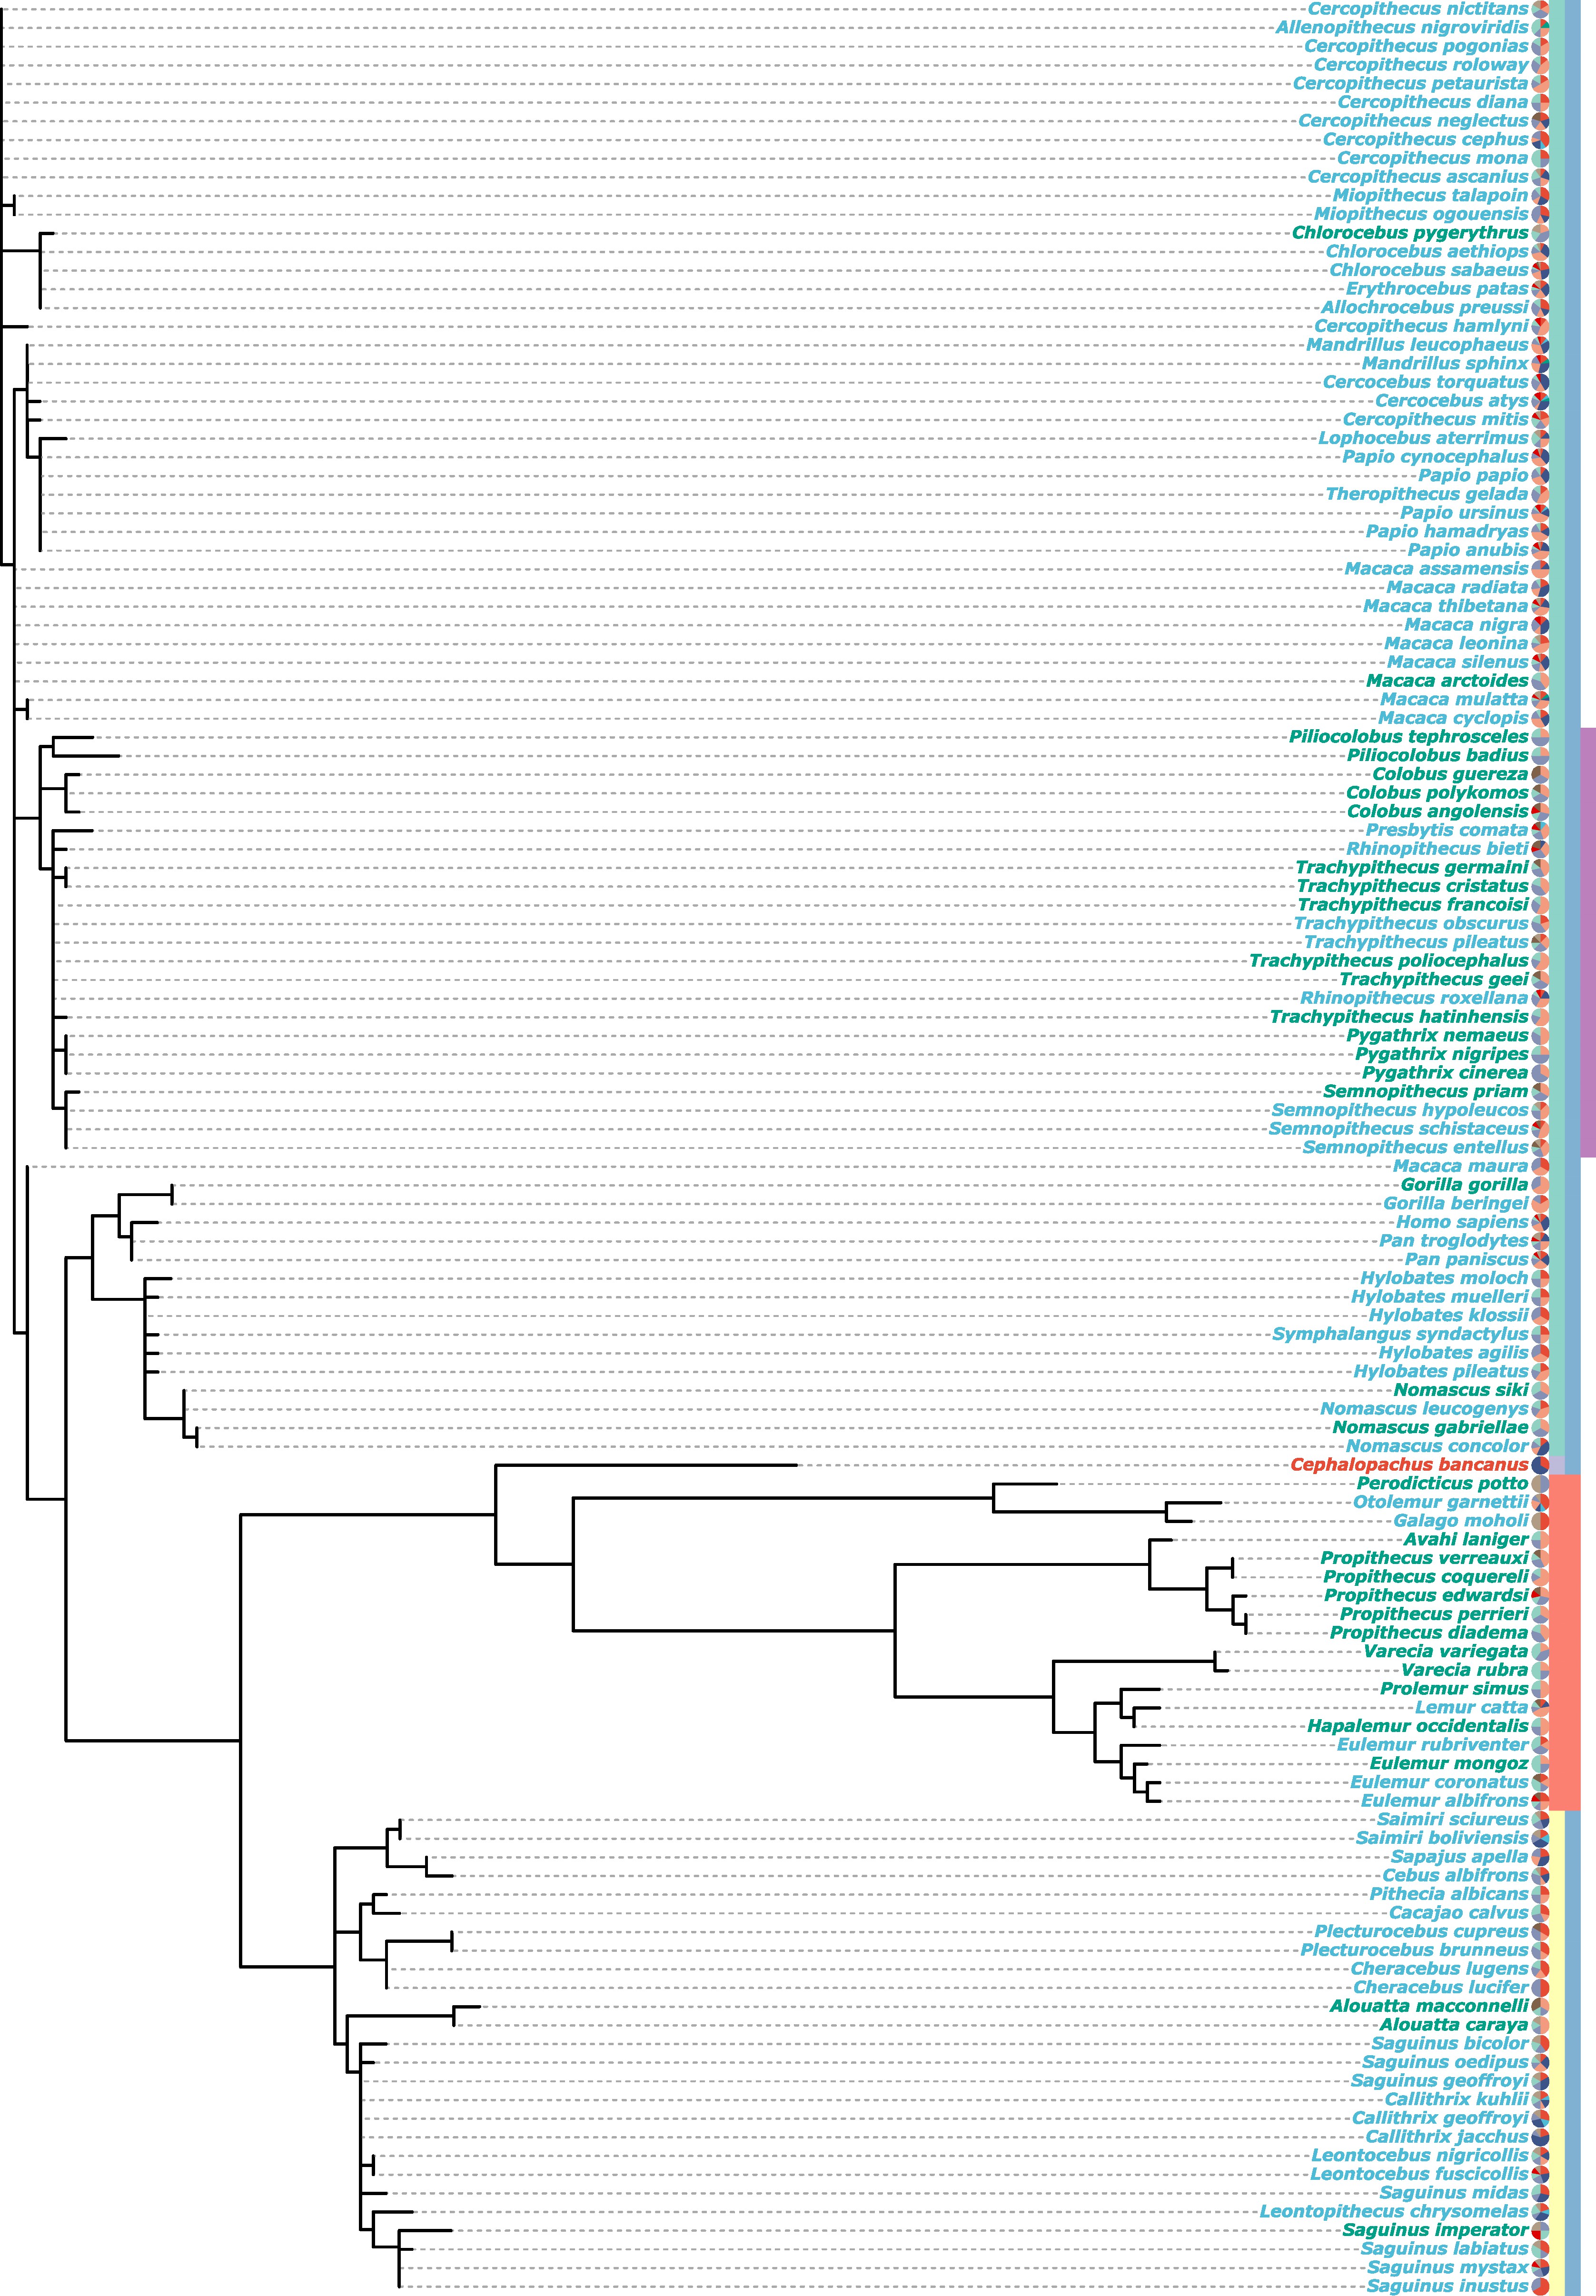 Cercopithecus nictitans
Allenopithecus nigroviridis
Cercopithecus pogonias
Cercopithecus roloway
Cercopithecus petaurista
Cercopithecus diana
Cercopithecus neglectus
Cercopithecus cephus
Cercopithecus mona
Cercopithecus ascanius
Miopithecus talapoin
Miopithecus ogouensis
Chlorocebus pygerythrus
Chlorocebus aethiops
Chlorocebus sabaeus
Erythrocebus patas
Allochrocebus preussi
Cercopithecus hamlyni
Mandrillus leucophaeus
Mandrillus sphinx
Cercocebus torquatus
Cercocebus atys
Cercopithecus mitis
Lophocebus aterrimus
Papio cynocephalus
Papio papio
Theropithecus gelada
Papio ursinus
Papio hamadryas
Papio anubis
Macaca assamensis
Macaca radiata
Macaca thibetana
Macaca nigra
Macaca leonina
Macaca silenus
Macaca arctoides
Macaca mulatta
Macaca cyclopis
Piliocolobus tephrosceles
Piliocolobus badius
Colobus guereza
Colobus polykomos
Colobus angolensis
Presbytis comata
Rhinopithecus bieti
Trachypithecus germaini
Trachypithecus cristatus
Trachypithecus francoisi
Trachypithecus obscurus
Trachypithecus pileatus
Trachypithecus poliocephalus
Trachypithecus geei
Rhinopithecus roxellana
Trachypithecus hatinhensis
Pygathrix nemaeus
Pygathrix nigripes
Pygathrix cinerea
Semnopithecus priam
Semnopithecus hypoleucos
Semnopithecus schistaceus
Semnopithecus entellus
Macaca maura
Gorilla gorilla
Gorilla beringei
Homo sapiens
Pan troglodytes
Pan paniscus
Hylobates moloch
Hylobates muelleri
Hylobates klossii
Symphalangus syndactylus
Hylobates agilis
Hylobates pileatus
Nomascus siki
Nomascus leucogenys
Nomascus gabriellae
Nomascus concolor
Cephalopachus bancanus
Perodicticus potto
Otolemur garnettii
Galago moholi
Avahi laniger
Propithecus verreauxi
Propithecus coquereli
Propithecus edwardsi
Propithecus perrieri
Propithecus diadema
Varecia variegata
Varecia rubra
Prolemur simus
Lemur catta
Hapalemur occidentalis
Eulemur rubriventer
Eulemur mongoz
Eulemur coronatus
Eulemur albifrons
Saimiri sciureus
Saimiri boliviensis
Sapajus apella
Cebus albifrons
Pithecia albicans
Cacajao calvus
Plecturocebus cupreus
Plecturocebus brunneus
Cheracebus lugens
Cheracebus lucifer
Alouatta macconnelli
Alouatta caraya
Saguinus bicolor
Saguinus oedipus
Saguinus geoffroyi
Callithrix kuhlii
Callithrix geoffroyi
Callithrix jacchus
Leontocebus nigricollis
Leontocebus fuscicollis
Saguinus midas
Leontopithecus chrysomelas
Saguinus imperator
Saguinus labiatus
Saguinus mystax
Saguinus inustus